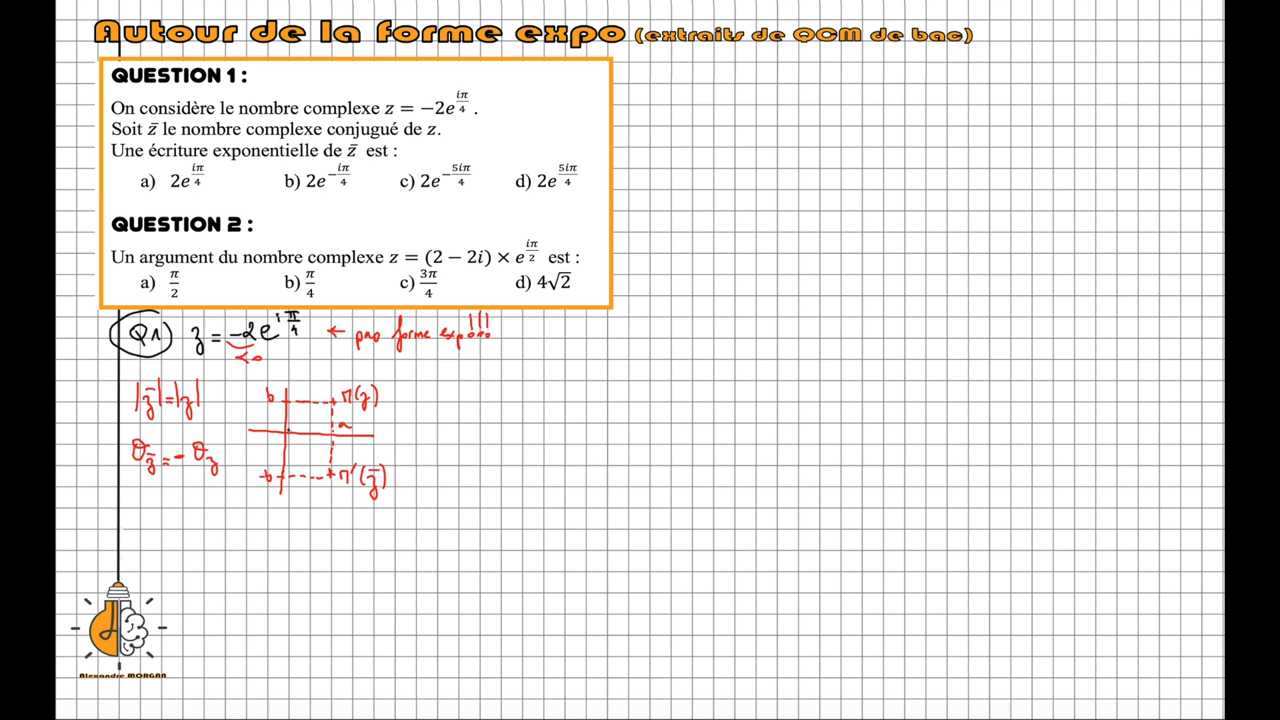 Autour de la forme expo (extraits de QCM de bac)
QUESTION 1 :
On considère le nombre complexe z = −2e^{iπ/4} .
Soit z̄ le nombre complexe conjugué de z.
Une écriture exponentielle de z̄ est :
a) 2e^{iπ/4} b) 2e^{−iπ/4} c) 2e^{−5iπ/4} d) 2e^{5iπ/4}
QUESTION 2 :
Un argument du nombre complexe z = (2 − 2i) × e^{iπ/2} est :
a) π/2 b) π/4 c) 3π/4 d) 4√2
Q1) z = −2e^{iπ/4} ← pas forme expo!!!
<0
|z̄| = |z|
θ_z̄ = − θ_z
b M(z)
a
−b M'(z̄)
Alexandre MORGAN